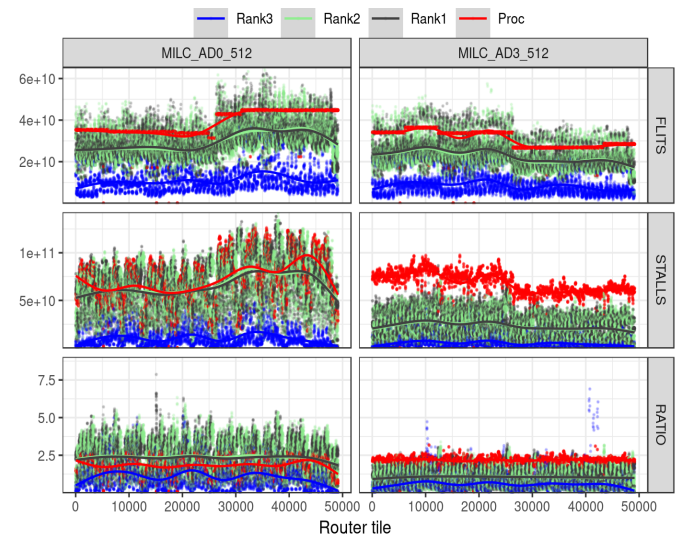 Rank3 Rank2 Rank1 Proc
MILC_AD0_512 MILC_AD3_512
6e+10
4e+10
2e+10
FLITS
1e+11
5e+10
STALLS
7.5
5.0
2.5
RATIO
0 10000 20000 30000 40000 50000 0 10000 20000 30000 40000 50000
Router tile